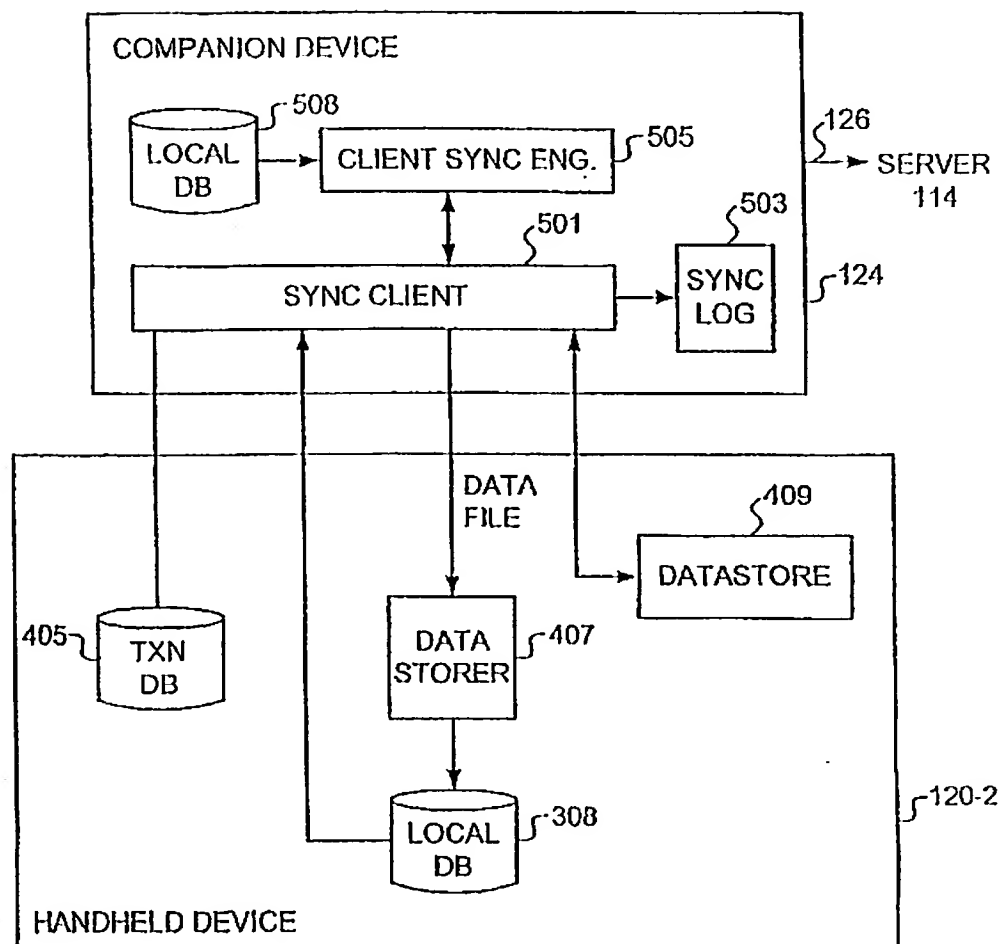 COMPANION DEVICE
508
LOCAL
DB
CLIENT SYNC ENG.
505
126
SERVER
114
501
503
SYNC CLIENT
SYNC
LOG
124
DATA
FILE
409
DATASTORE
405
TXN
DB
DATA
STORER
407
LOCAL
DB
308
120-2
HANDHELD DEVICE